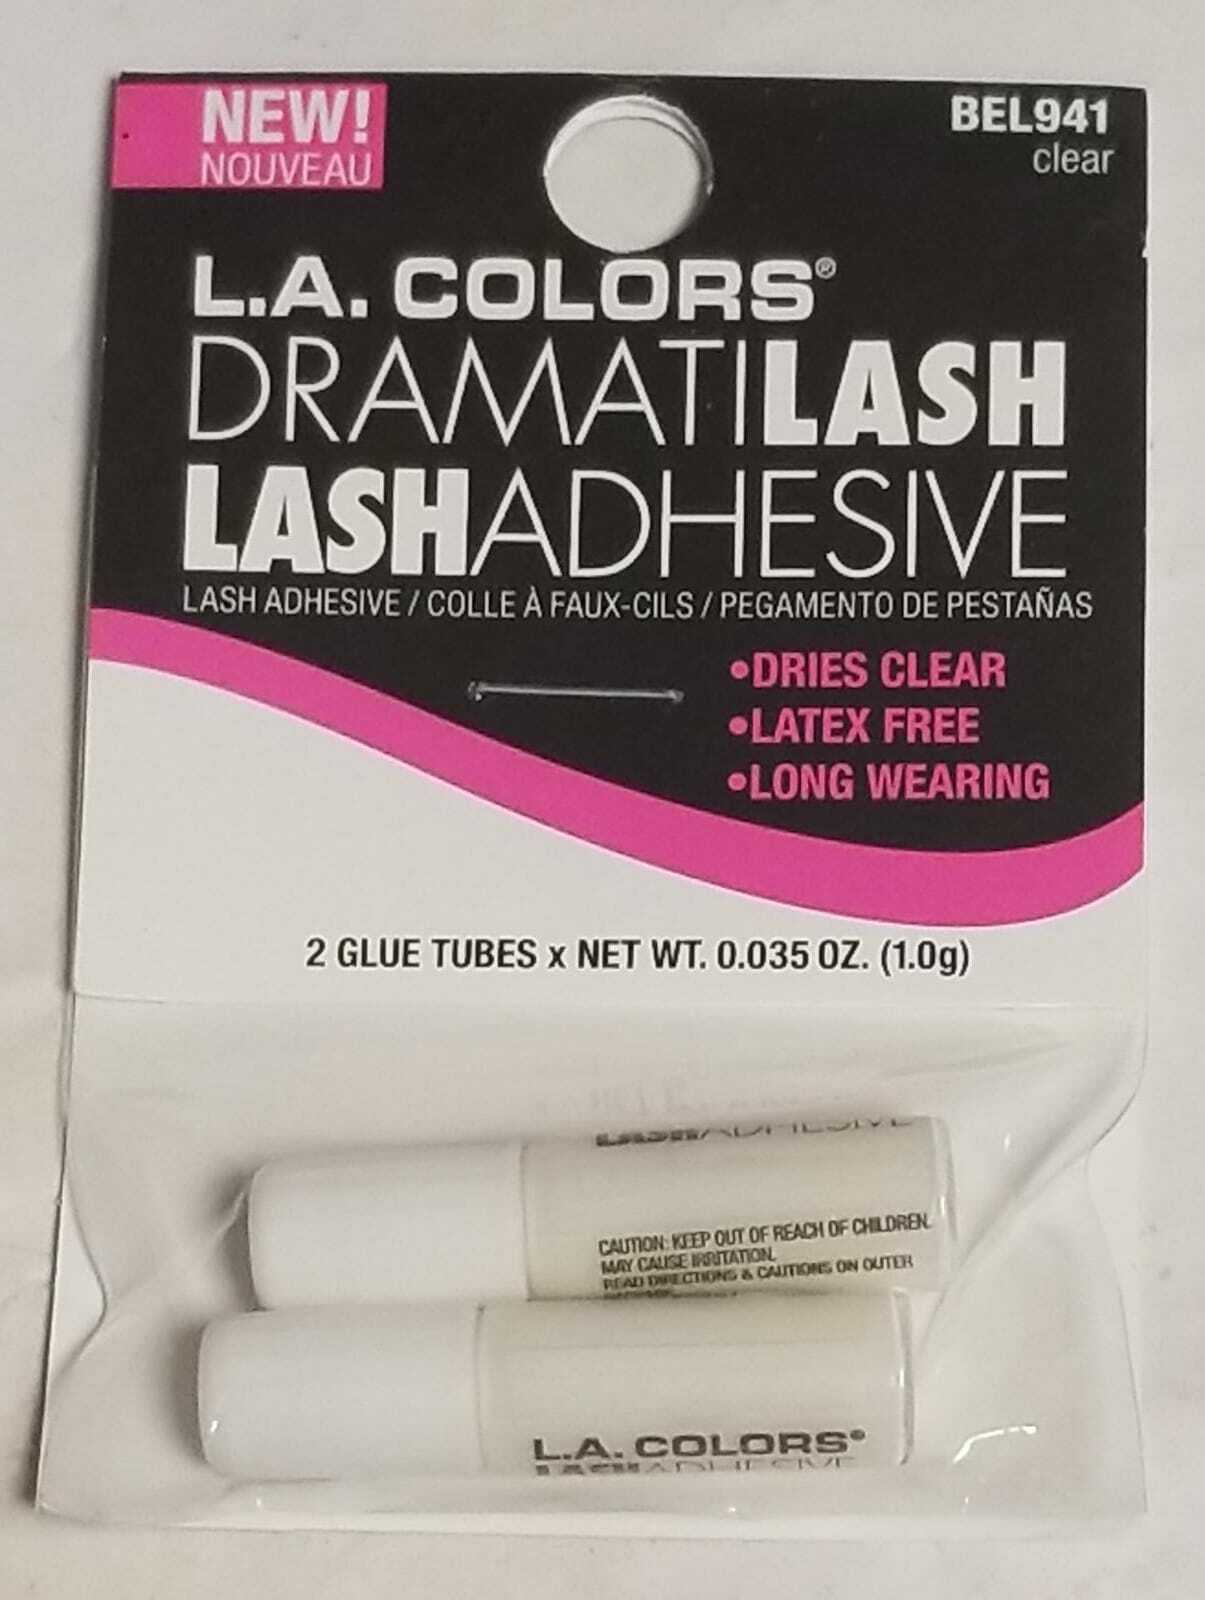 NEW!
NOUVEAU
BEL941
clear
L.A. COLORS®
DRAMATILASH
LASHADHESIVE
LASH ADHESIVE / COLLE À FAUX-CILS / PEGAMENTO DE PESTAÑAS
•DRIES CLEAR
•LATEX FREE
•LONG WEARING
2 GLUE TUBES x NET WT. 0.035 OZ. (1.0g)
LASHADHESIVE
CAUTION: KEEP OUT OF REACH OF CHILDREN.
MAY CAUSE IRRITATION.
READ DIRECTIONS & CAUTIONS ON OUTER
L.A. COLORS®
LASHADHESIVE